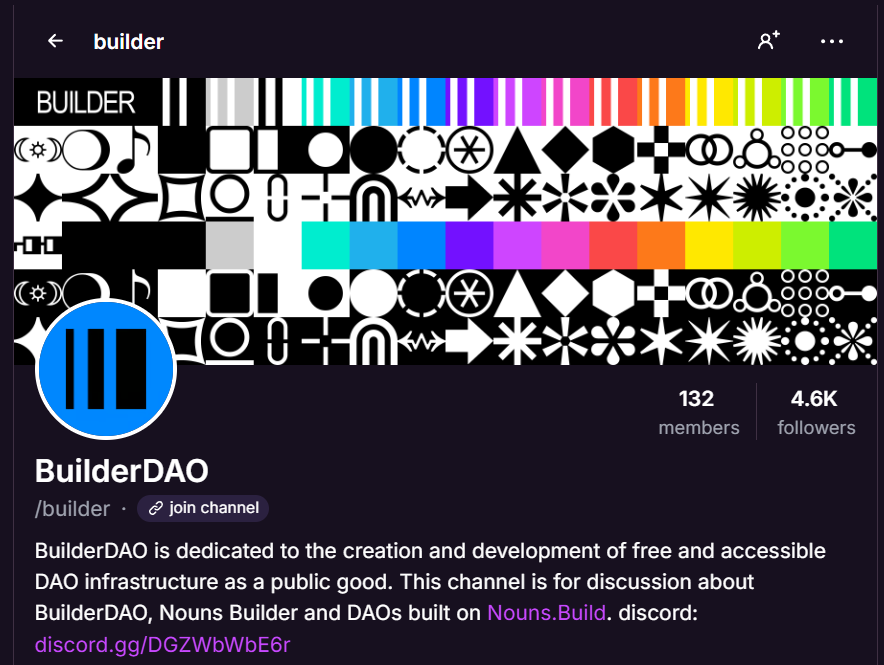 builder
BUILDER
132
members
4.6K
followers
BuilderDAO
/builder · join channel
BuilderDAO is dedicated to the creation and development of free and accessible
DAO infrastructure as a public good. This channel is for discussion about
BuilderDAO, Nouns Builder and DAOs built on Nouns.Build. discord:
discord.gg/DGZWbWbE6r